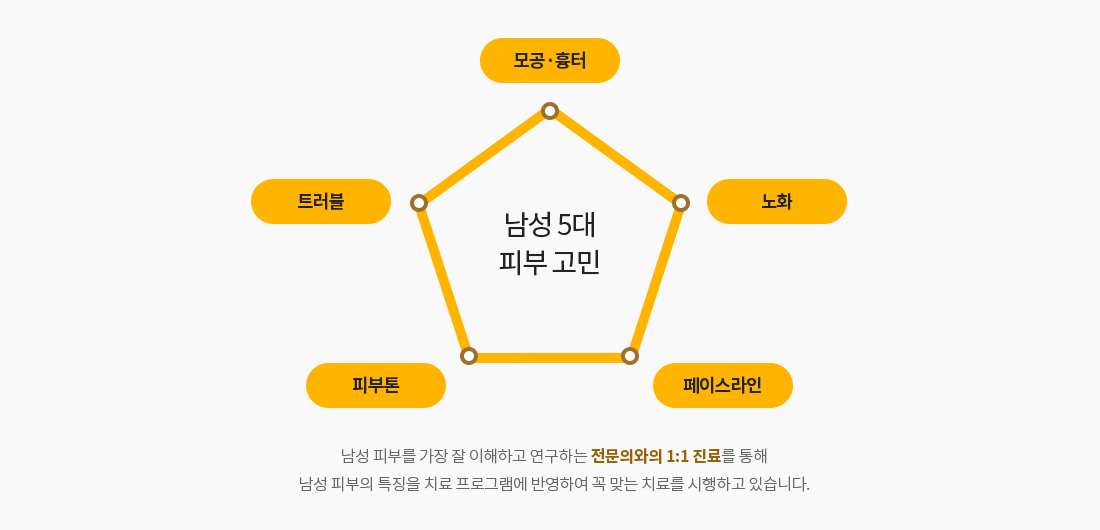 모공·흉터
트러블
노화
남성 5대
피부 고민
피부톤
페이스라인
남성 피부를 가장 잘 이해하고 연구하는 전문의와의 1:1 진료를 통해
남성 피부의 특징을 치료 프로그램에 반영하여 꼭 맞는 치료를 시행하고 있습니다.